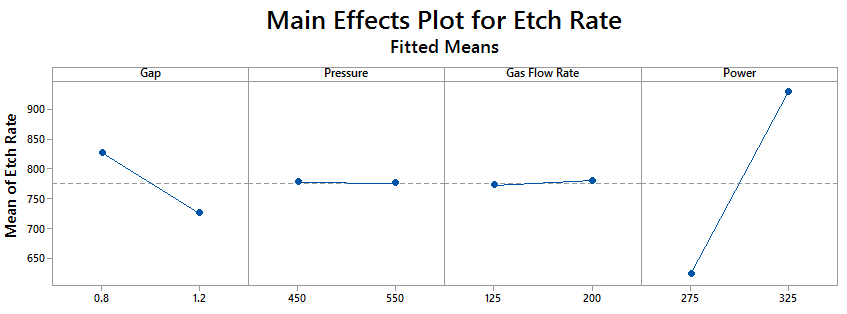 Main Effects Plot for Etch Rate
Fitted Means
Gap Pressure Gas Flow Rate Power
Mean of Etch Rate
900
850
800
750
700
650
0.8 1.2 450 550 125 200 275 325